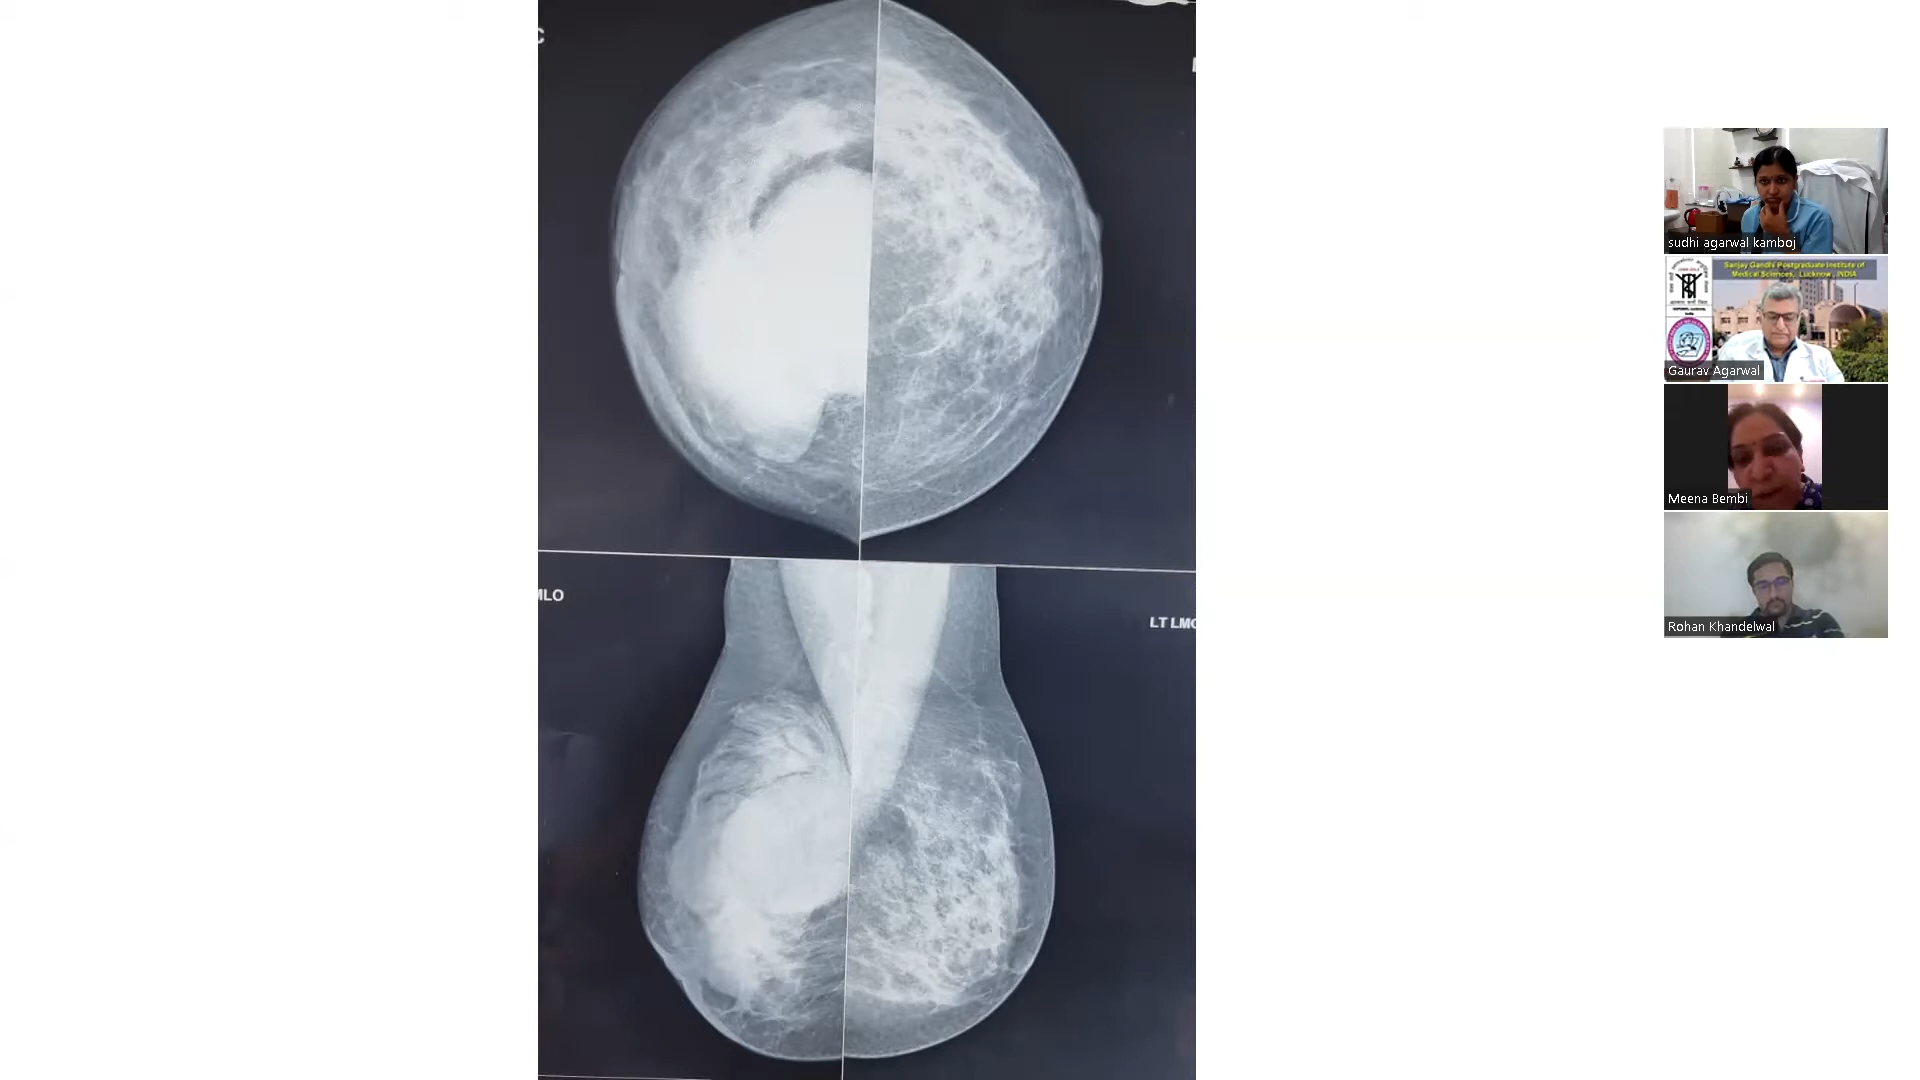 C
MLO
LT LMO
sudhi agarwal kamboj
Sanjay Gandhi Postgraduate Institute of
Medical Sciences, Lucknow, INDIA
Gaurav Agarwal
Meena Bembi
Rohan Khandelwal